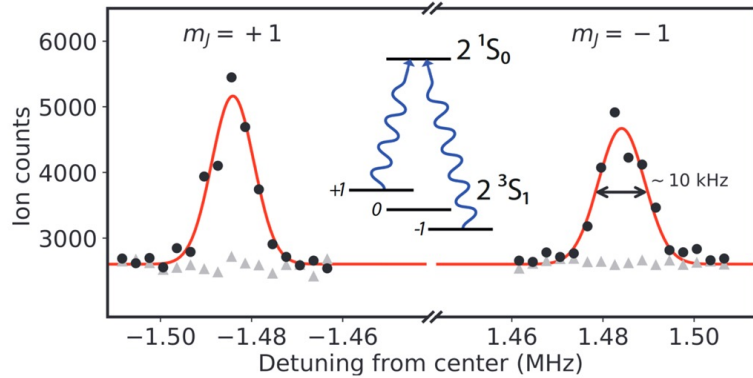 m_J = +1
m_J = −1
2 ¹S₀
+1
0
-1
2 ³S₁
~ 10 kHz
6000
5000
4000
3000
Ion counts
−1.50
−1.48
−1.46
1.46
1.48
1.50
Detuning from center (MHz)